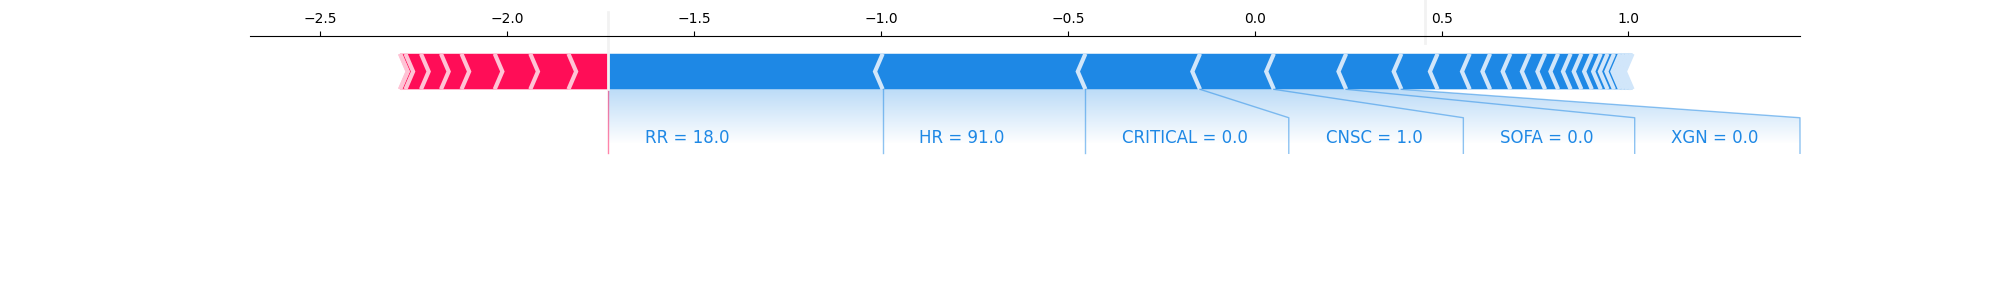 −2.5 −2.0 −1.5 −1.0 −0.5 0.0 0.5 1.0
RR = 18.0 HR = 91.0 CRITICAL = 0.0 CNSC = 1.0 SOFA = 0.0 XGN = 0.0